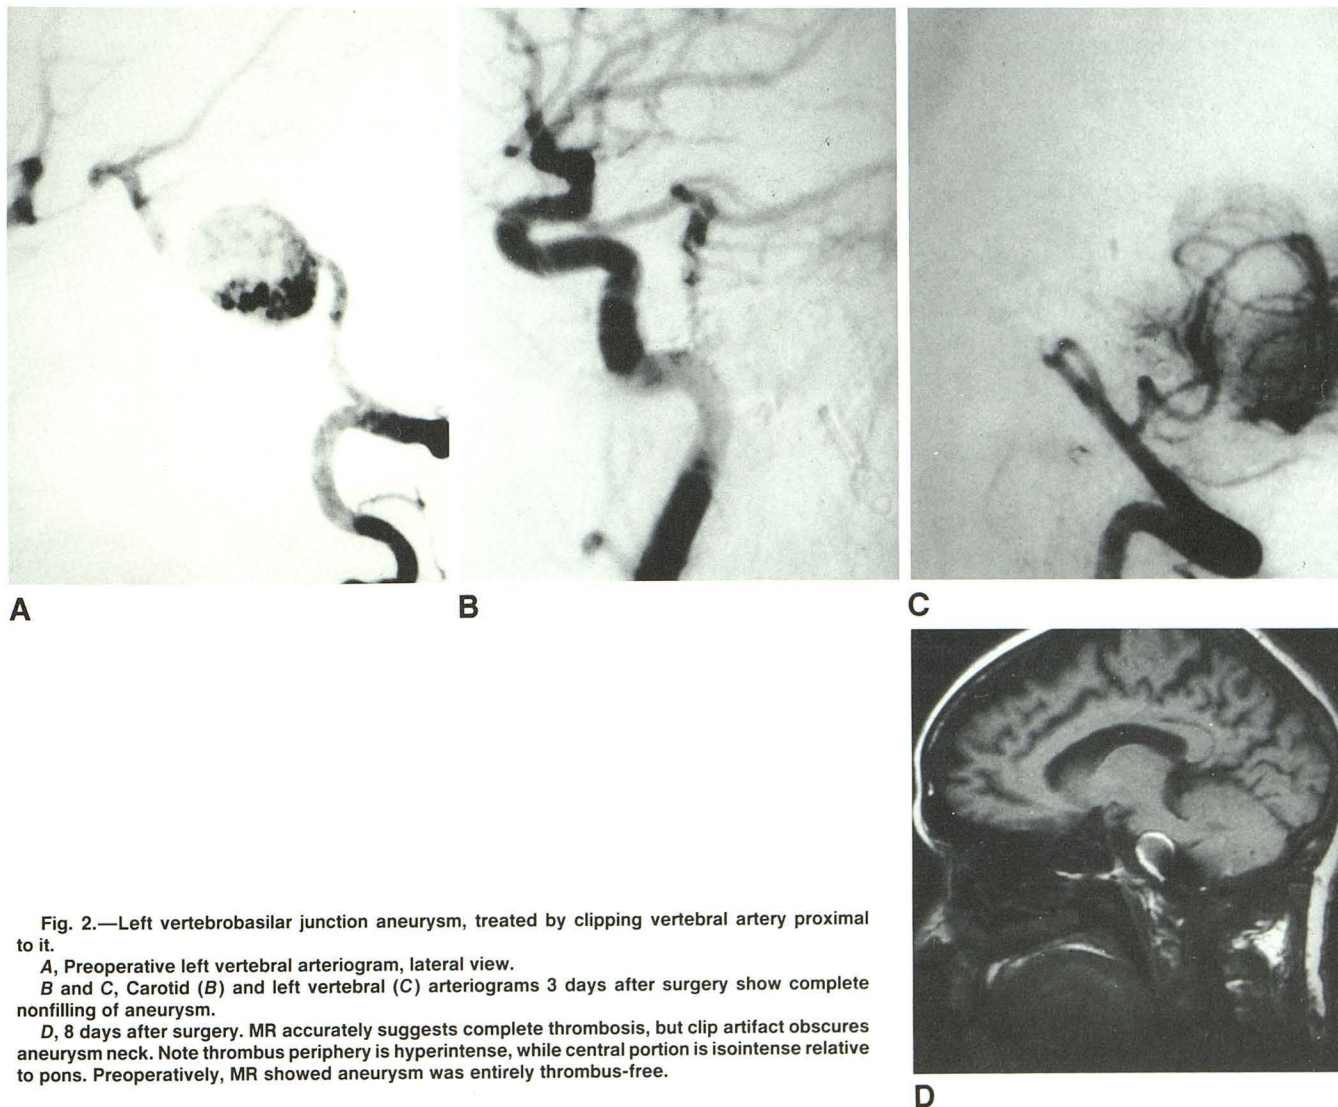 A
B
C
Fig. 2.—Left vertebrobasilar junction aneurysm, treated by clipping vertebral artery proximal
to it.
A, Preoperative left vertebral arteriogram, lateral view.
B and C, Carotid (B) and left vertebral (C) arteriograms 3 days after surgery show complete
nonfilling of aneurysm.
D, 8 days after surgery. MR accurately suggests complete thrombosis, but clip artifact obscures
aneurysm neck. Note thrombus periphery is hyperintense, while central portion is isointense relative
to pons. Preoperatively, MR showed aneurysm was entirely thrombus-free.
D